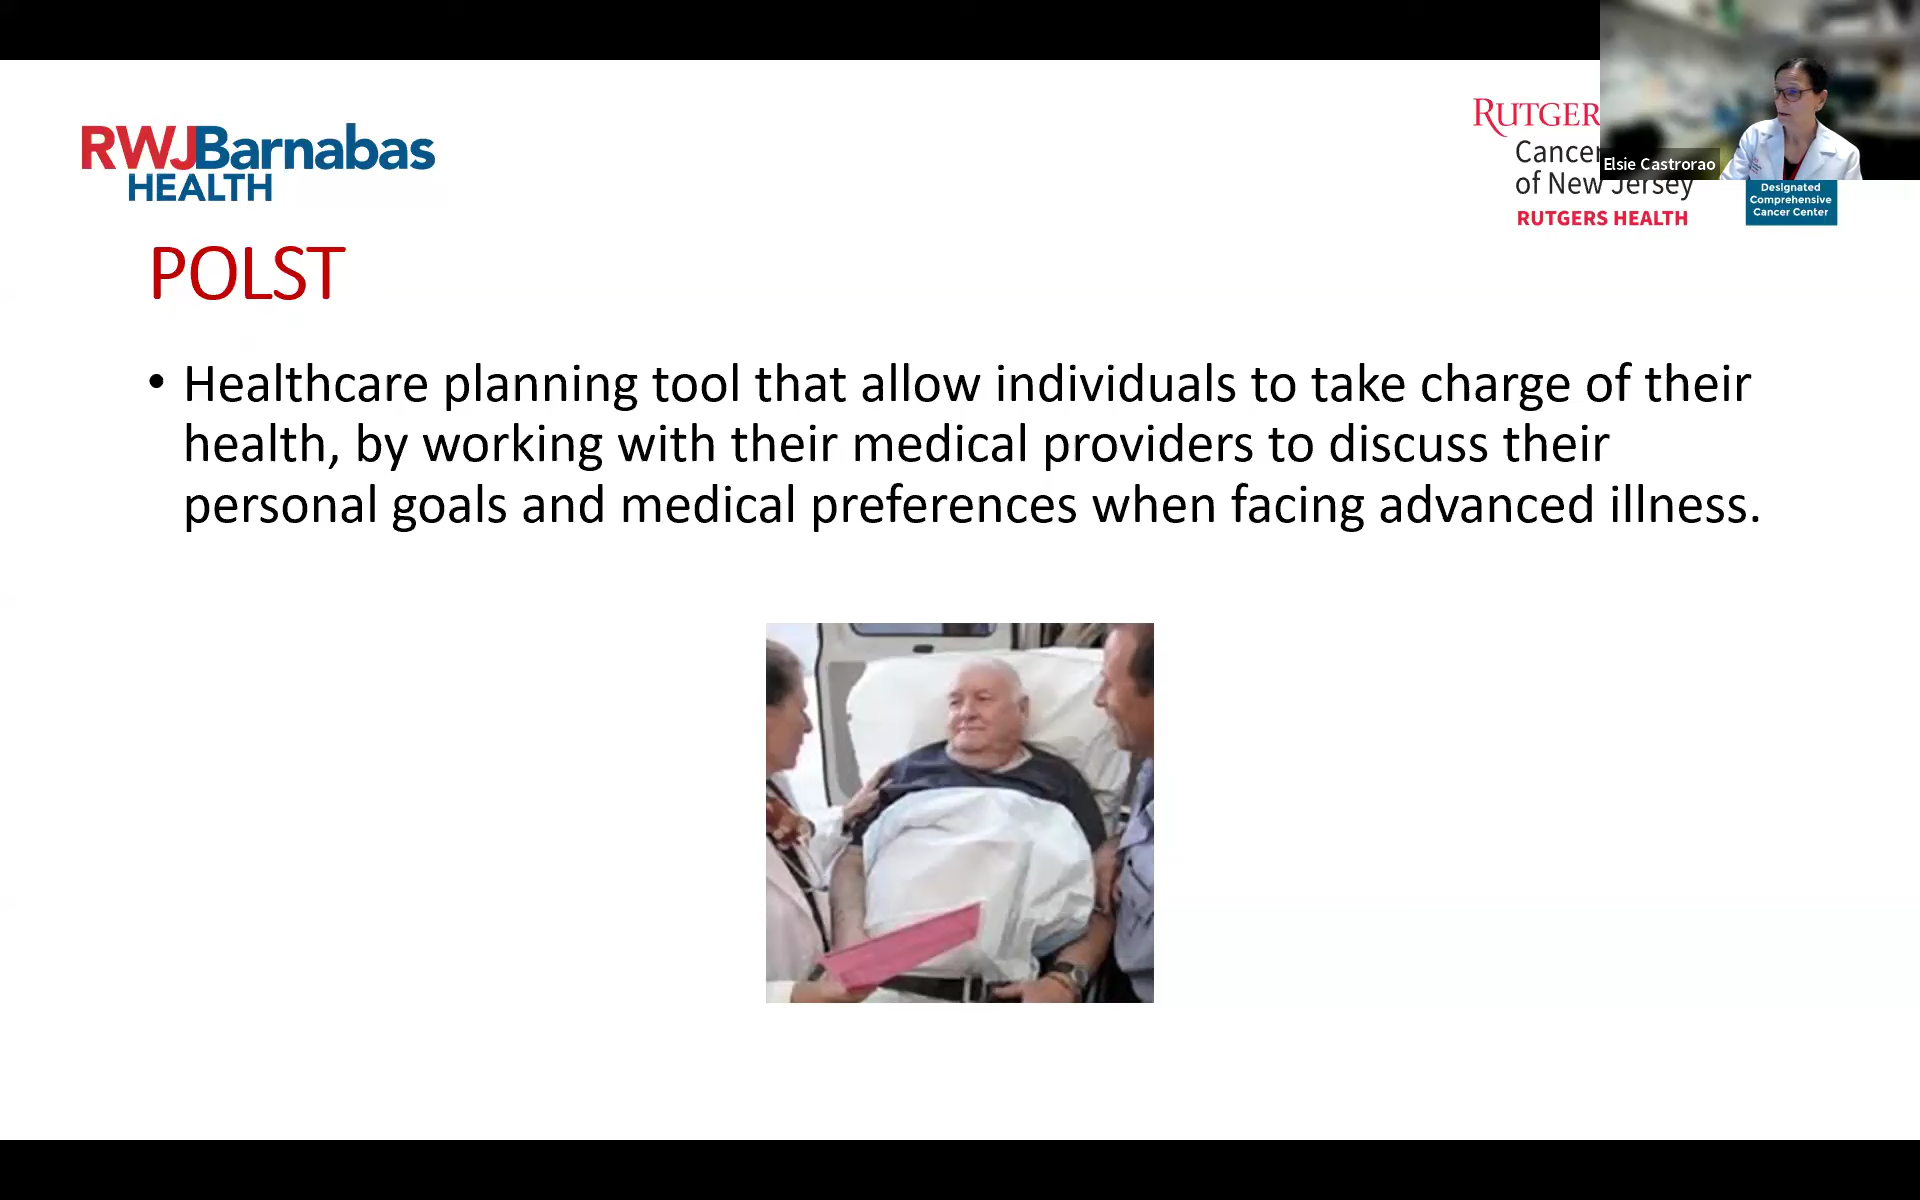 RWJBarnabas
HEALTH
Cancer
of New Jersey
RUTGERS HEALTH
Elsie Castrorao
Designated
Comprehensive
Cancer Center
POLST
• Healthcare planning tool that allow individuals to take charge of their
health, by working with their medical providers to discuss their
personal goals and medical preferences when facing advanced illness.